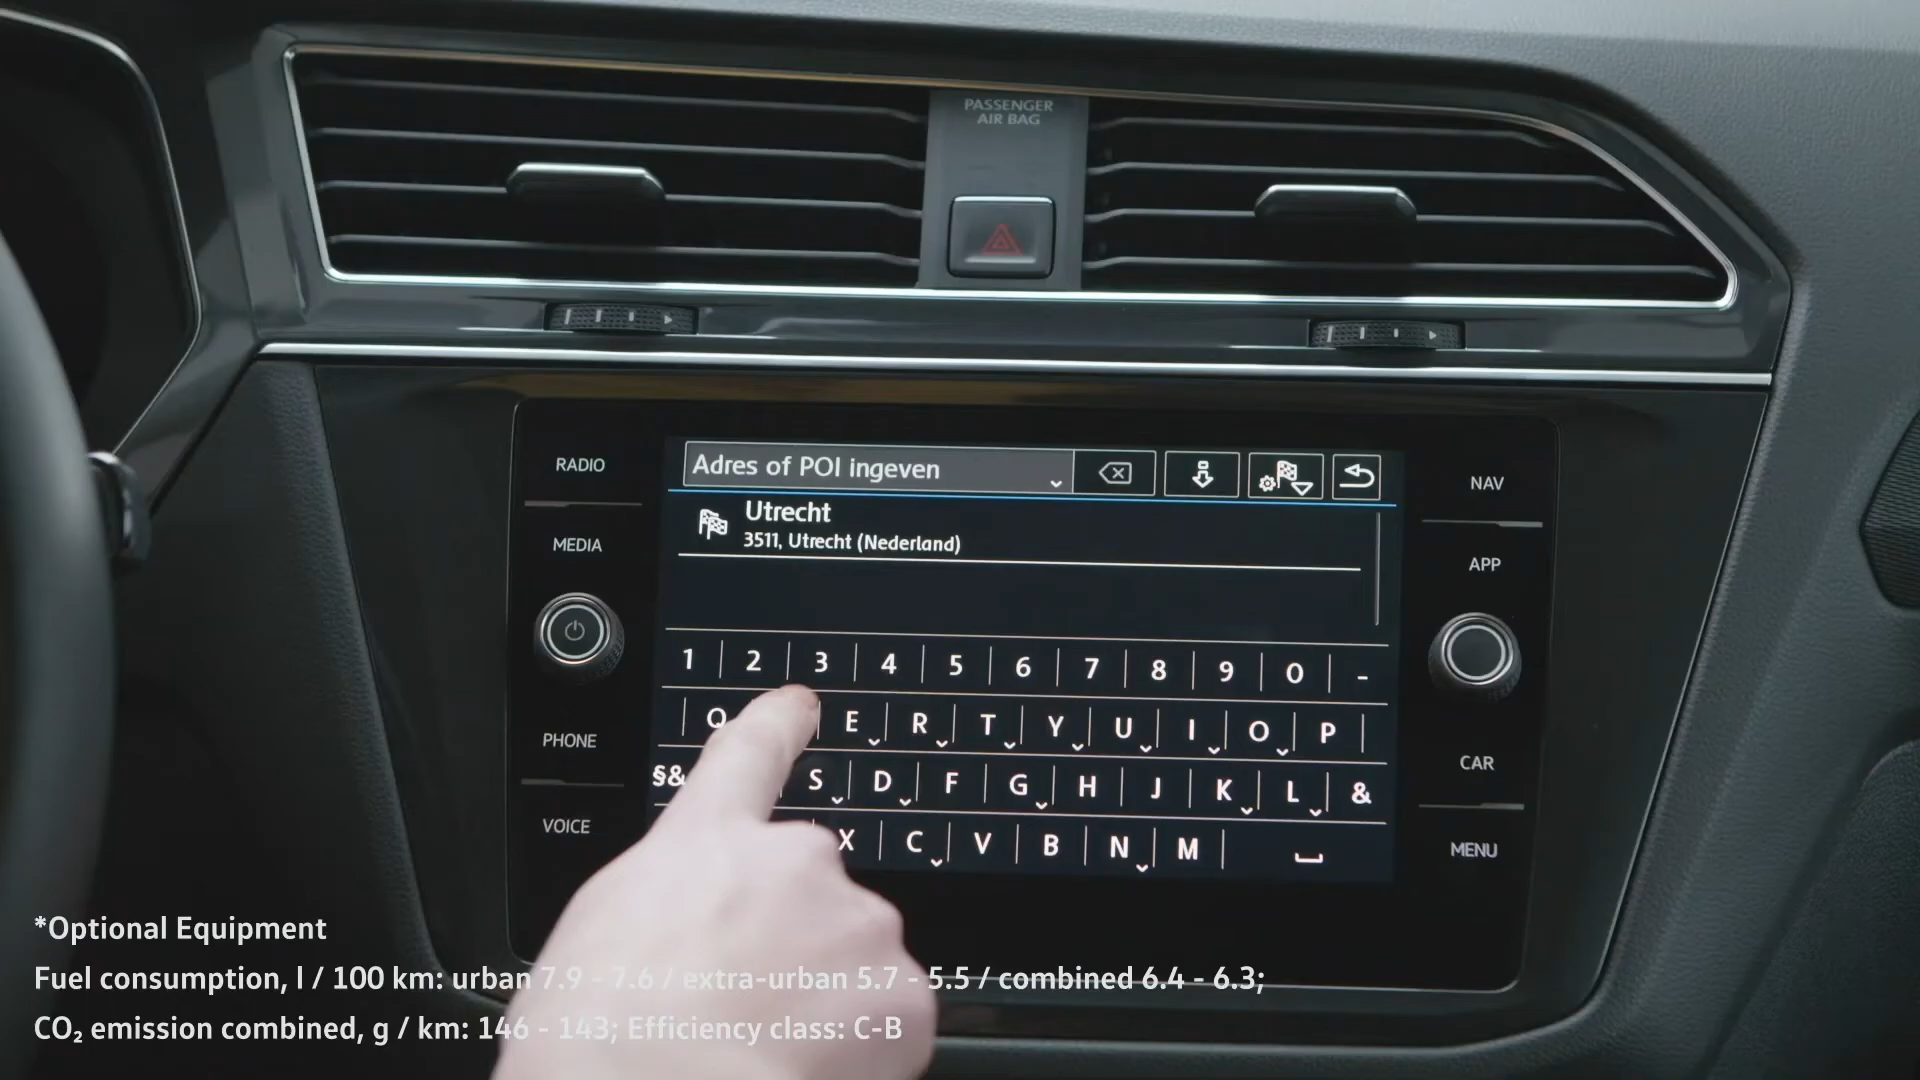 PASSENGER
AIR BAG
RADIO
MEDIA
PHONE
VOICE
Adres of POI ingeven
Utrecht
3511, Utrecht (Nederland)
1 2 3 4 5 6 7 8 9 0 -
Q E R T Y U I O P
§& S D F G H J K L &
X C V B N M
NAV
APP
CAR
MENU
*Optional Equipment
Fuel consumption, l / 100 km: urban 7.9 - 7.6 / extra-urban 5.7 - 5.5 / combined 6.4 - 6.3;
CO₂ emission combined, g / km: 146 - 143; Efficiency class: C-B